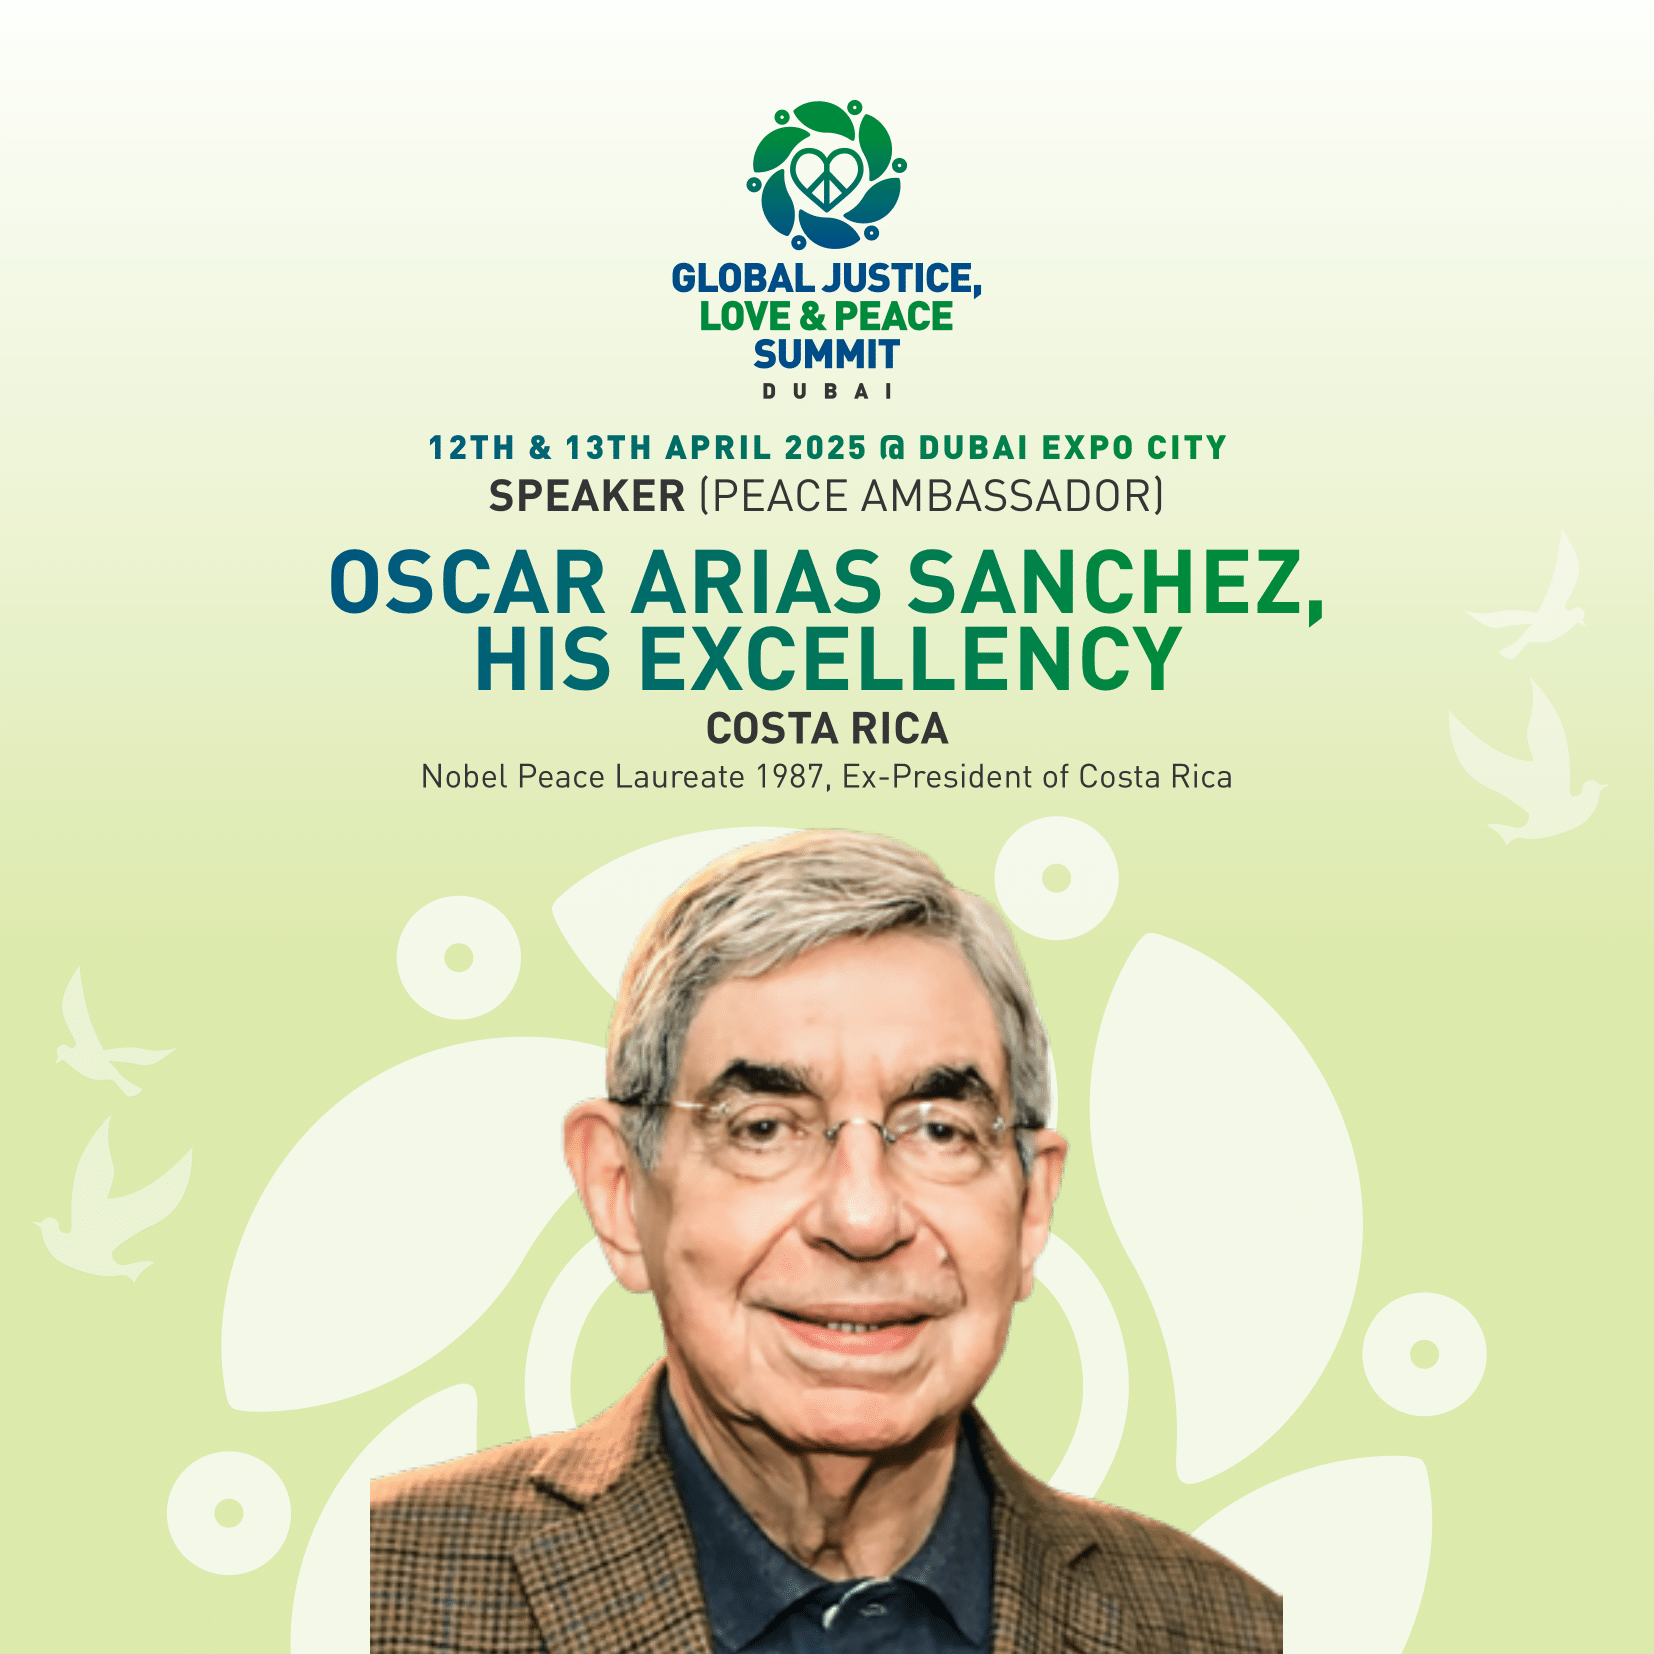 GLOBAL JUSTICE,
LOVE & PEACE
SUMMIT
DUBAI
12TH & 13TH APRIL 2025 @ DUBAI EXPO CITY
SPEAKER (PEACE AMBASSADOR)
OSCAR ARIAS SANCHEZ,
HIS EXCELLENCY
COSTA RICA
Nobel Peace Laureate 1987, Ex-President of Costa Rica